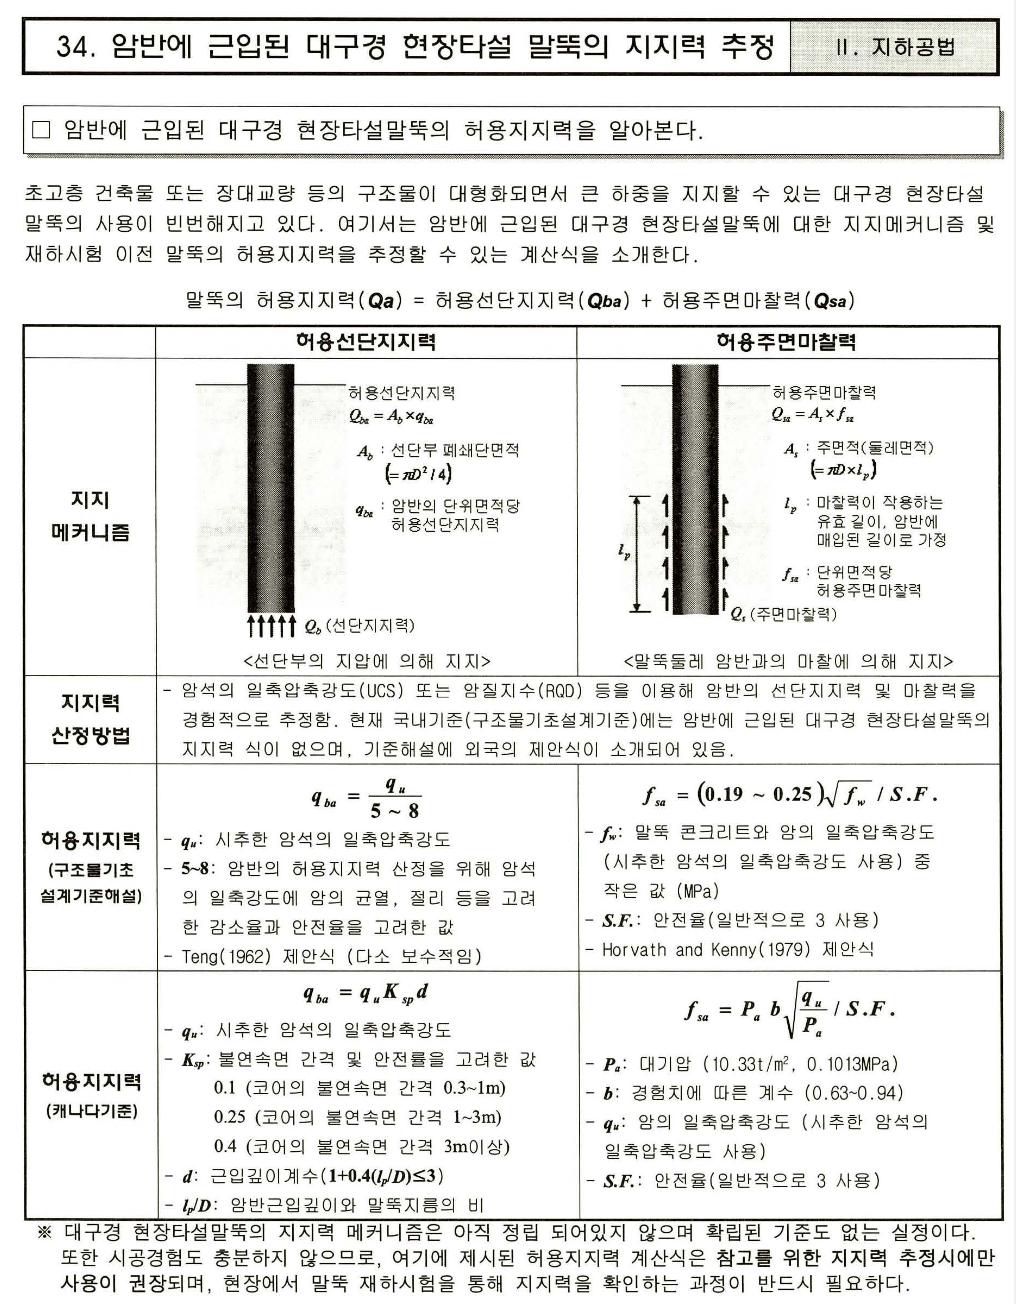 34. 암반에 근입된 대구경 현장타설 말뚝의 지지력 추정
II. 지하공법
□ 암반에 근입된 대구경 현장타설말뚝의 허용지지력을 알아본다.
초고층 건축물 또는 장대교량 등의 구조물이 대형화되면서 큰 하중을 지지할 수 있는 대구경 현장타설
말뚝의 사용이 빈번해지고 있다. 여기서는 암반에 근입된 대구경 현장타설말뚝에 대한 지지메커니즘 및
재하시험 이전 말뚝의 허용지지력을 추정할 수 있는 계산식을 소개한다.
말뚝의 허용지지력(Qa) = 허용선단지지력(Qba) + 허용주면마찰력(Qsa)
허용선단지지력
허용주면마찰력
지지
메커니즘
허용선단지지력
Q_ba = A_b × q_ba
A_b : 선단부 폐쇄단면적
(= πD² / 4)
q_ba : 암반의 단위면적당
허용선단지지력
Q_b (선단지지력)
<선단부의 지압에 의해 지지>
허용주면마찰력
Q_sa = A_s × f_sa
A_s : 주면적(둘레면적)
(= πD × l_p)
l_p : 마찰력이 작용하는
유효 길이, 암반에
매입된 길이로 가정
l_p
f_sa : 단위면적당
허용주면마찰력
Q_s (주면마찰력)
<말뚝둘레 암반과의 마찰에 의해 지지>
지지력
산정방법
- 암석의 일축압축강도(UCS) 또는 암질지수(RQD) 등을 이용해 암반의 선단지지력 및 마찰력을
경험적으로 추정함. 현재 국내기준(구조물기초설계기준)에는 암반에 근입된 대구경 현장타설말뚝의
지지력 식이 없으며, 기준해설에 외국의 제안식이 소개되어 있음.
허용지지력
(구조물기초
설계기준해설)
q_ba = q_u / 5 ~ 8
- q_u: 시추한 암석의 일축압축강도
- 5~8: 암반의 허용지지력 산정을 위해 암석
의 일축강도에 암의 균열, 절리 등을 고려
한 감소율과 안전율을 고려한 값
- Teng(1962) 제안식 (다소 보수적임)
f_sa = (0.19 ~ 0.25)√f_w / S.F.
- f_w: 말뚝 콘크리트와 암의 일축압축강도
(시추한 암석의 일축압축강도 사용) 중
작은 값 (MPa)
- S.F.: 안전율(일반적으로 3 사용)
- Horvath and Kenny(1979) 제안식
허용지지력
(캐나다기준)
q_ba = q_u K_sp d
- q_u: 시추한 암석의 일축압축강도
- K_sp: 불연속면 간격 및 안전률을 고려한 값
0.1 (코어의 불연속면 간격 0.3~1m)
0.25 (코어의 불연속면 간격 1~3m)
0.4 (코어의 불연속면 간격 3m이상)
- d: 근입깊이계수(1+0.4(l_p/D)≤3)
- l_p/D: 암반근입깊이와 말뚝지름의 비
f_sa = P_a b √(q_u / P_a) / S.F.
- P_a: 대기압 (10.33t/m², 0.1013MPa)
- b: 경험치에 따른 계수 (0.63~0.94)
- q_u: 암의 일축압축강도 (시추한 암석의
일축압축강도 사용)
- S.F.: 안전율(일반적으로 3 사용)
※ 대구경 현장타설말뚝의 지지력 메커니즘은 아직 정립 되어있지 않으며 확립된 기준도 없는 실정이다.
또한 시공경험도 충분하지 않으므로, 여기에 제시된 허용지지력 계산식은 참고를 위한 지지력 추정시에만
사용이 권장되며, 현장에서 말뚝 재하시험을 통해 지지력을 확인하는 과정이 반드시 필요하다.